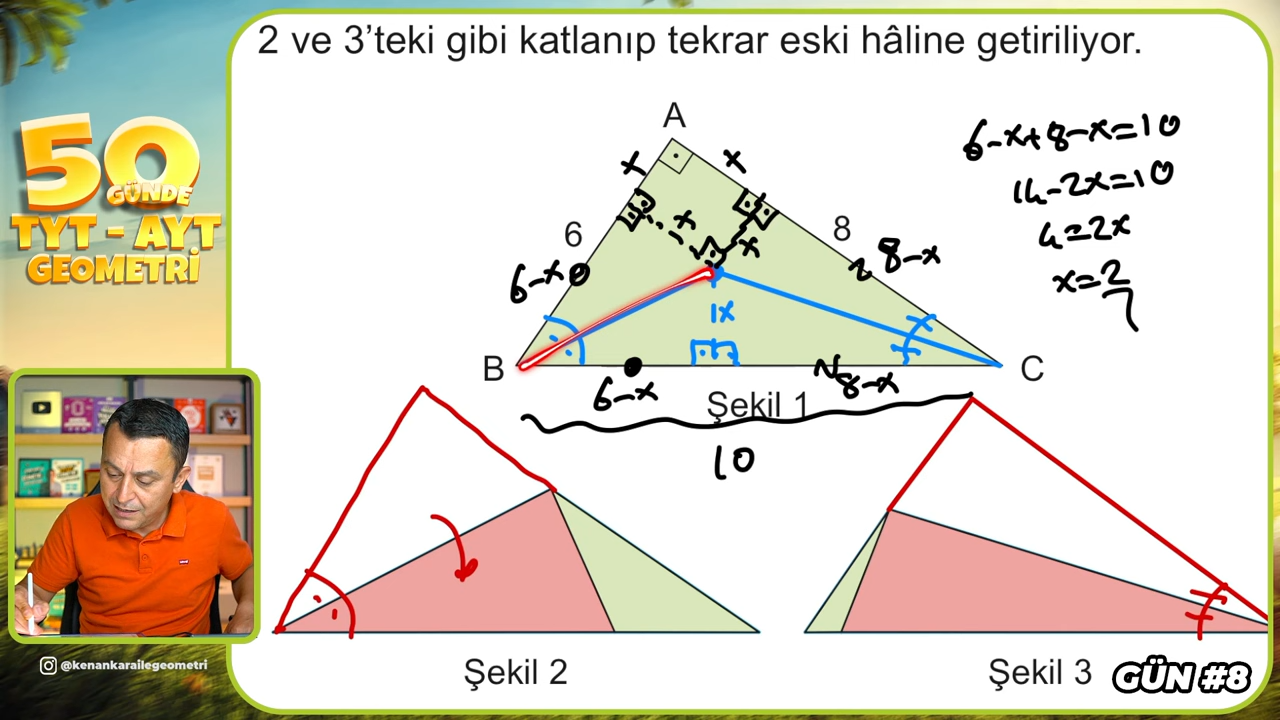 2 ve 3’teki gibi katlanıp tekrar eski hâline getiriliyor.
50
GÜNDE
TYT - AYT
GEOMETRİ
A
x
x
6
8
x
x
6-x
8-x
1x
B
C
6-x
8-x
Şekil 1
10
6-x+8-x=10
14-2x=10
4=2x
x=2
Şekil 2
Şekil 3
GÜN #8
@kenankarailegeometri